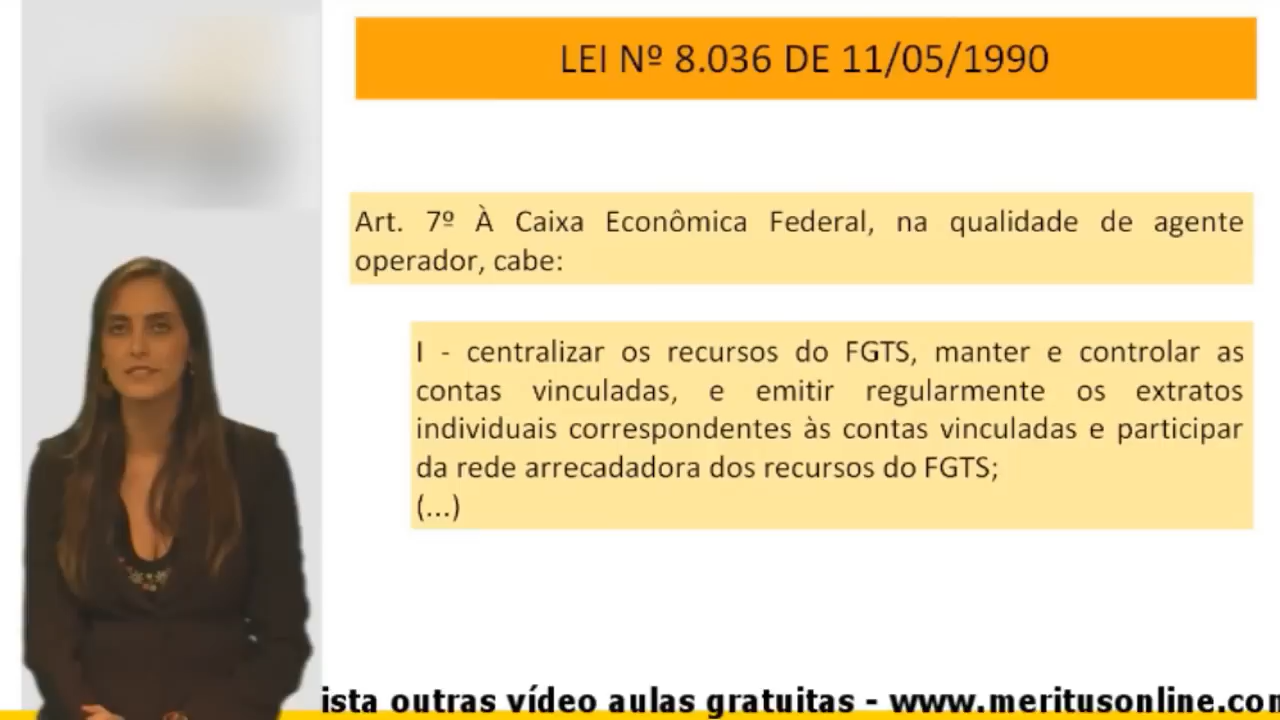 LEI Nº 8.036 DE 11/05/1990
Art. 7º À Caixa Econômica Federal, na qualidade de agente
operador, cabe:
I - centralizar os recursos do FGTS, manter e controlar as
contas vinculadas, e emitir regularmente os extratos
individuais correspondentes às contas vinculadas e participar
da rede arrecadadora dos recursos do FGTS;
(...)
ista outras vídeo aulas gratuitas - www.meritusonline.con